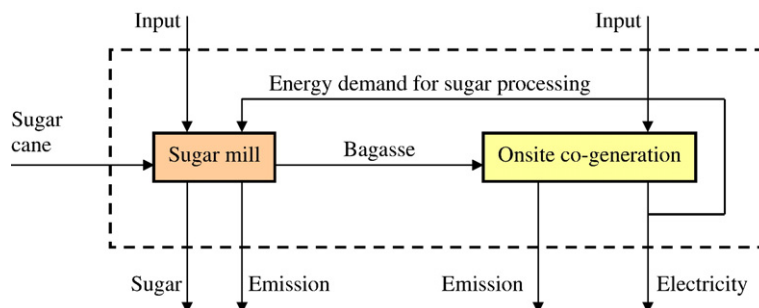 Input
Input
Energy demand for sugar processing
Sugar
cane
Sugar mill
Bagasse
Onsite co-generation
Sugar
Emission
Emission
Electricity